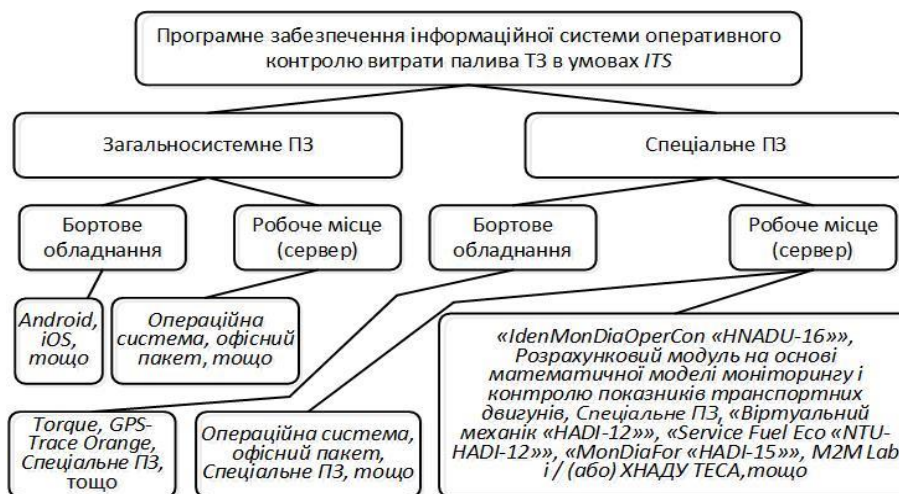 Програмне забезпечення інформаційної системи оперативного
контролю витрати палива ТЗ в умовах ITS
Загальносистемне ПЗ
Спеціальне ПЗ
Бортове
обладнання
Робоче місце
(сервер)
Бортове
обладнання
Робоче місце
(сервер)
Android,
iOS,
тощо
Операційна
система, офісний
пакет, тощо
Torque, GPS-
Trace Orange,
Спеціальне ПЗ,
тощо
Операційна система,
офісний пакет,
Спеціальне ПЗ, тощо
«IdenMonDiaOperCon «HNADU-16»»,
Розрахунковий модуль на основі
математичної моделі моніторингу і
контролю показників транспортних
двигунів, Спеціальне ПЗ, «Віртуальний
механік «HADI-12»», «Service Fuel Eco «NTU-
HADI-12»», «MonDiaFor «HADI-15»», M2M Lab
і / (або) ХНАДУ ТЕСА,тощо